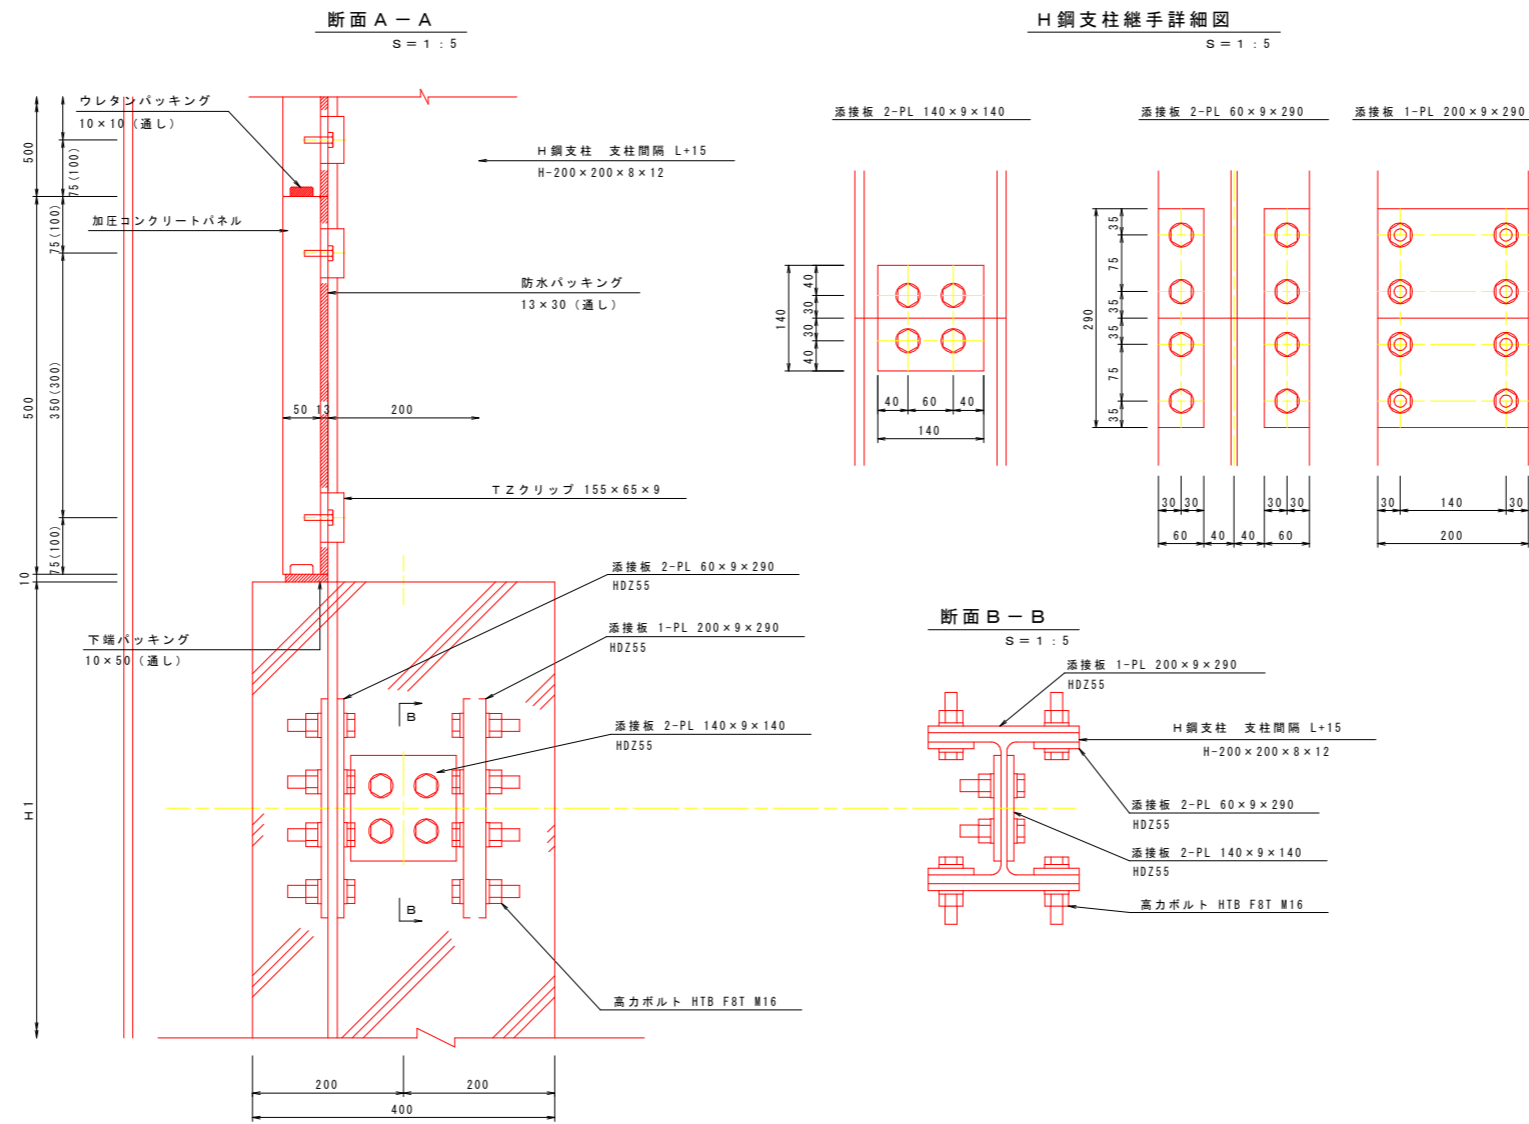 断面A－A
S＝1：5
H鋼支柱継手詳細図
S＝1：5
ウレタンパッキング
10×10（通し）
加圧コンクリートパネル
H鋼支柱　支柱間隔 L+15
H-200×200×8×12
防水パッキング
13×30（通し）
TZクリップ 155×65×9
下端パッキング
10×50（通し）
添接板 2-PL 60×9×290
HDZ55
添接板 1-PL 200×9×290
HDZ55
添接板 2-PL 140×9×140
HDZ55
高力ボルト HTB F8T M16
B
B
500
75(100)
75(100)
500
350(300)
75(100)
10
H1
50
13
200
200
200
400
添接板 2-PL 140×9×140
140
40
30
30
40
40
60
40
140
添接板 2-PL 60×9×290
290
35
75
35
35
75
35
30
30
30
30
60
40
40
60
添接板 1-PL 200×9×290
30
140
30
200
断面B－B
S＝1：5
添接板 1-PL 200×9×290
HDZ55
H鋼支柱　支柱間隔 L+15
H-200×200×8×12
添接板 2-PL 60×9×290
HDZ55
添接板 2-PL 140×9×140
HDZ55
高力ボルト HTB F8T M16